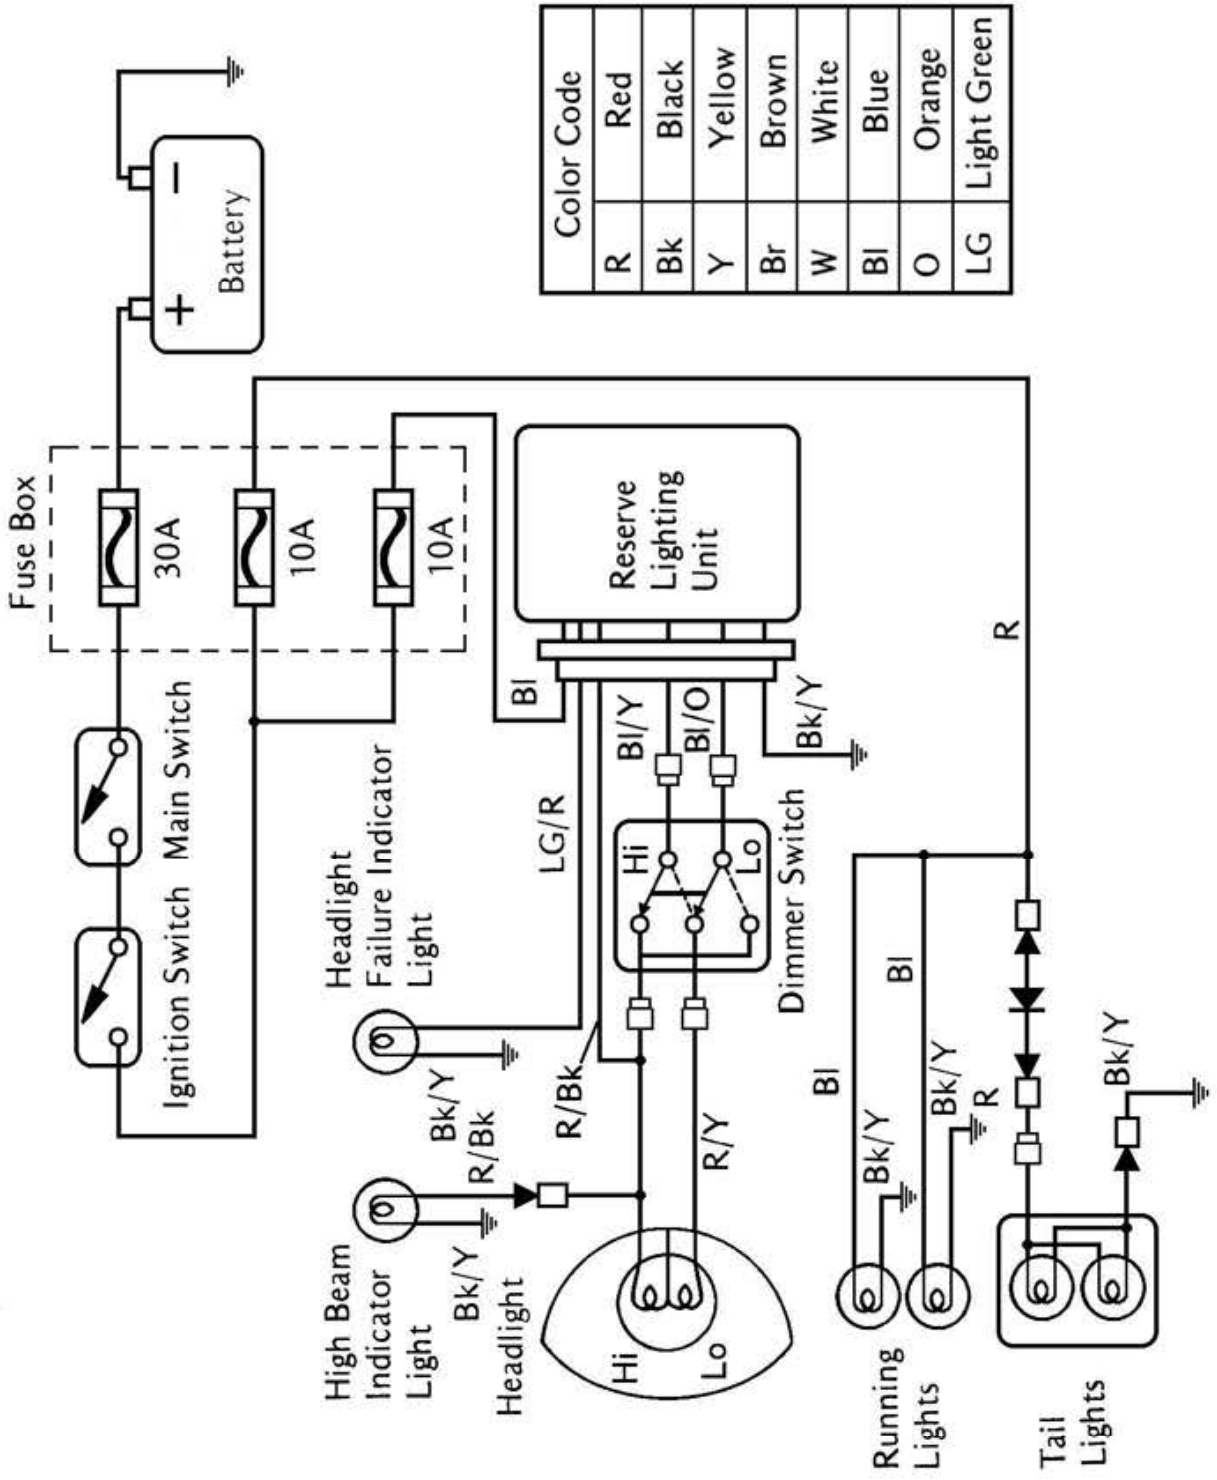 Fuse Box
30A
10A
10A
Battery
+
−
Main Switch
Ignition Switch
Headlight
Failure Indicator
Light
High Beam
Indicator
Light
Headlight
Hi
Lo
Bk/Y
R/Bk
Bk/Y
R/Bk
R/Y
LG/R
Bl
Bl/Y
Bl/O
Bk/Y
Reserve
Lighting
Unit
Hi
Lo
Dimmer Switch
Running
Lights
Bl
Bl
Bk/Y
Bk/Y
R
R
Bk/Y
Tail
Lights
Color Code
R Red
Bk Black
Y Yellow
Br Brown
W White
Bl Blue
O Orange
LG Light Green